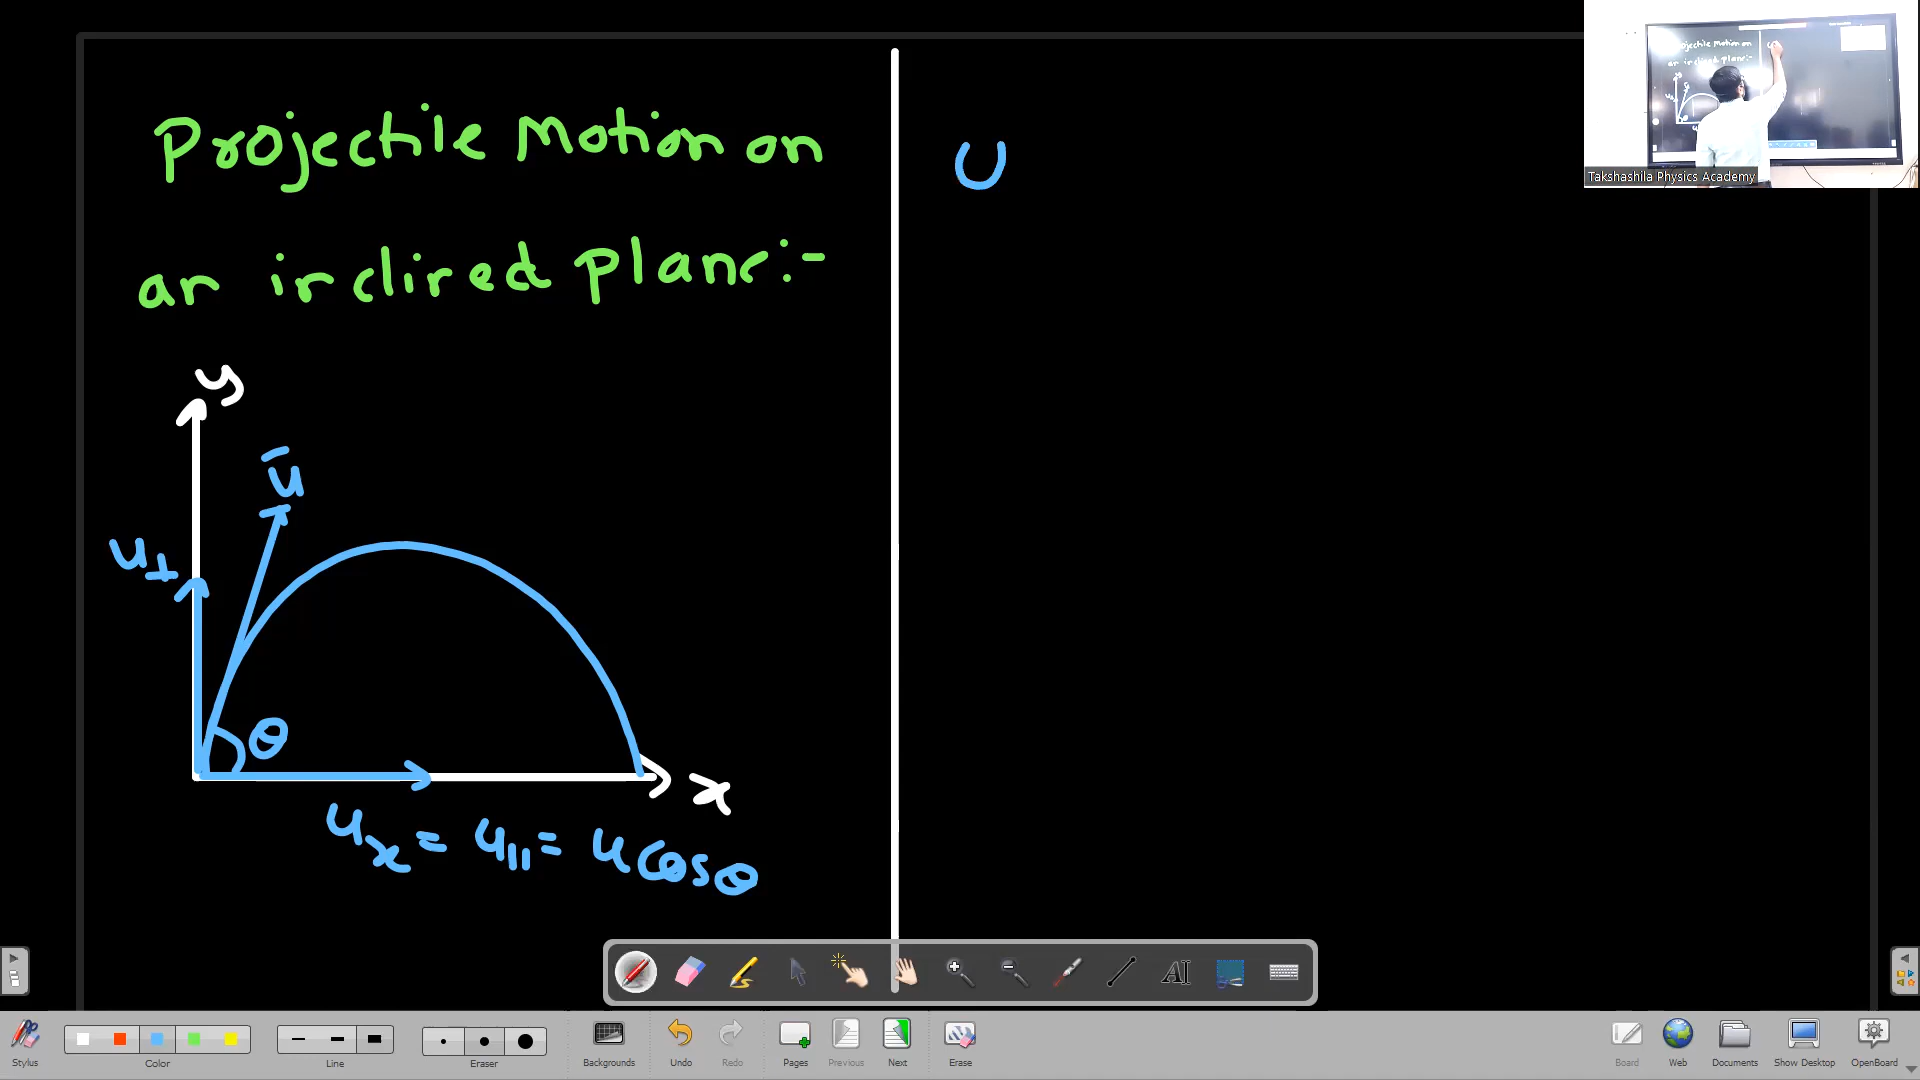 Projectile Motion on
an inclined plane:-
y
ū
u⊥
θ
x
uₓ = u∥ = u cosθ
U
Takshashila Physics Academy
Stylus
Color
Line
Eraser
Backgrounds
Undo
Redo
Pages
Previous
Next
Erase
Board
Web
Documents
Show Desktop
OpenBoard